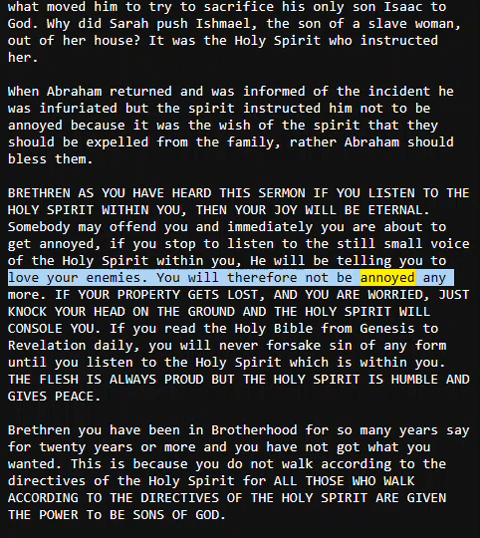 what moved him to try to sacrifice his only son Isaac to
God. Why did Sarah push Ishmael, the son of a slave woman,
out of her house? It was the Holy Spirit who instructed
her.
When Abraham returned and was informed of the incident he
was infuriated but the spirit instructed him not to be
annoyed because it was the wish of the spirit that they
should be expelled from the family, rather Abraham should
bless them.
BRETHREN AS YOU HAVE HEARD THIS SERMON IF YOU LISTEN TO THE
HOLY SPIRIT WITHIN YOU, THEN YOUR JOY WILL BE ETERNAL.
Somebody may offend you and immediately you are about to
get annoyed, if you stop to listen to the still small voice
of the Holy Spirit within you, He will be telling you to
love your enemies. You will therefore not be annoyed any
more. IF YOUR PROPERTY GETS LOST, AND YOU ARE WORRIED, JUST
KNOCK YOUR HEAD ON THE GROUND AND THE HOLY SPIRIT WILL
CONSOLE YOU. If you read the Holy Bible from Genesis to
Revelation daily, you will never forsake sin of any form
until you listen to the Holy Spirit which is within you.
THE FLESH IS ALWAYS PROUD BUT THE HOLY SPIRIT IS HUMBLE AND
GIVES PEACE.
Brethren you have been in Brotherhood for so many years say
for twenty years or more and you have not got what you
wanted. This is because you do not walk according to the
directives of the Holy Spirit for ALL THOSE WHO WALK
ACCORDING TO THE DIRECTIVES OF THE HOLY SPIRIT ARE GIVEN
THE POWER To BE SONS OF GOD.